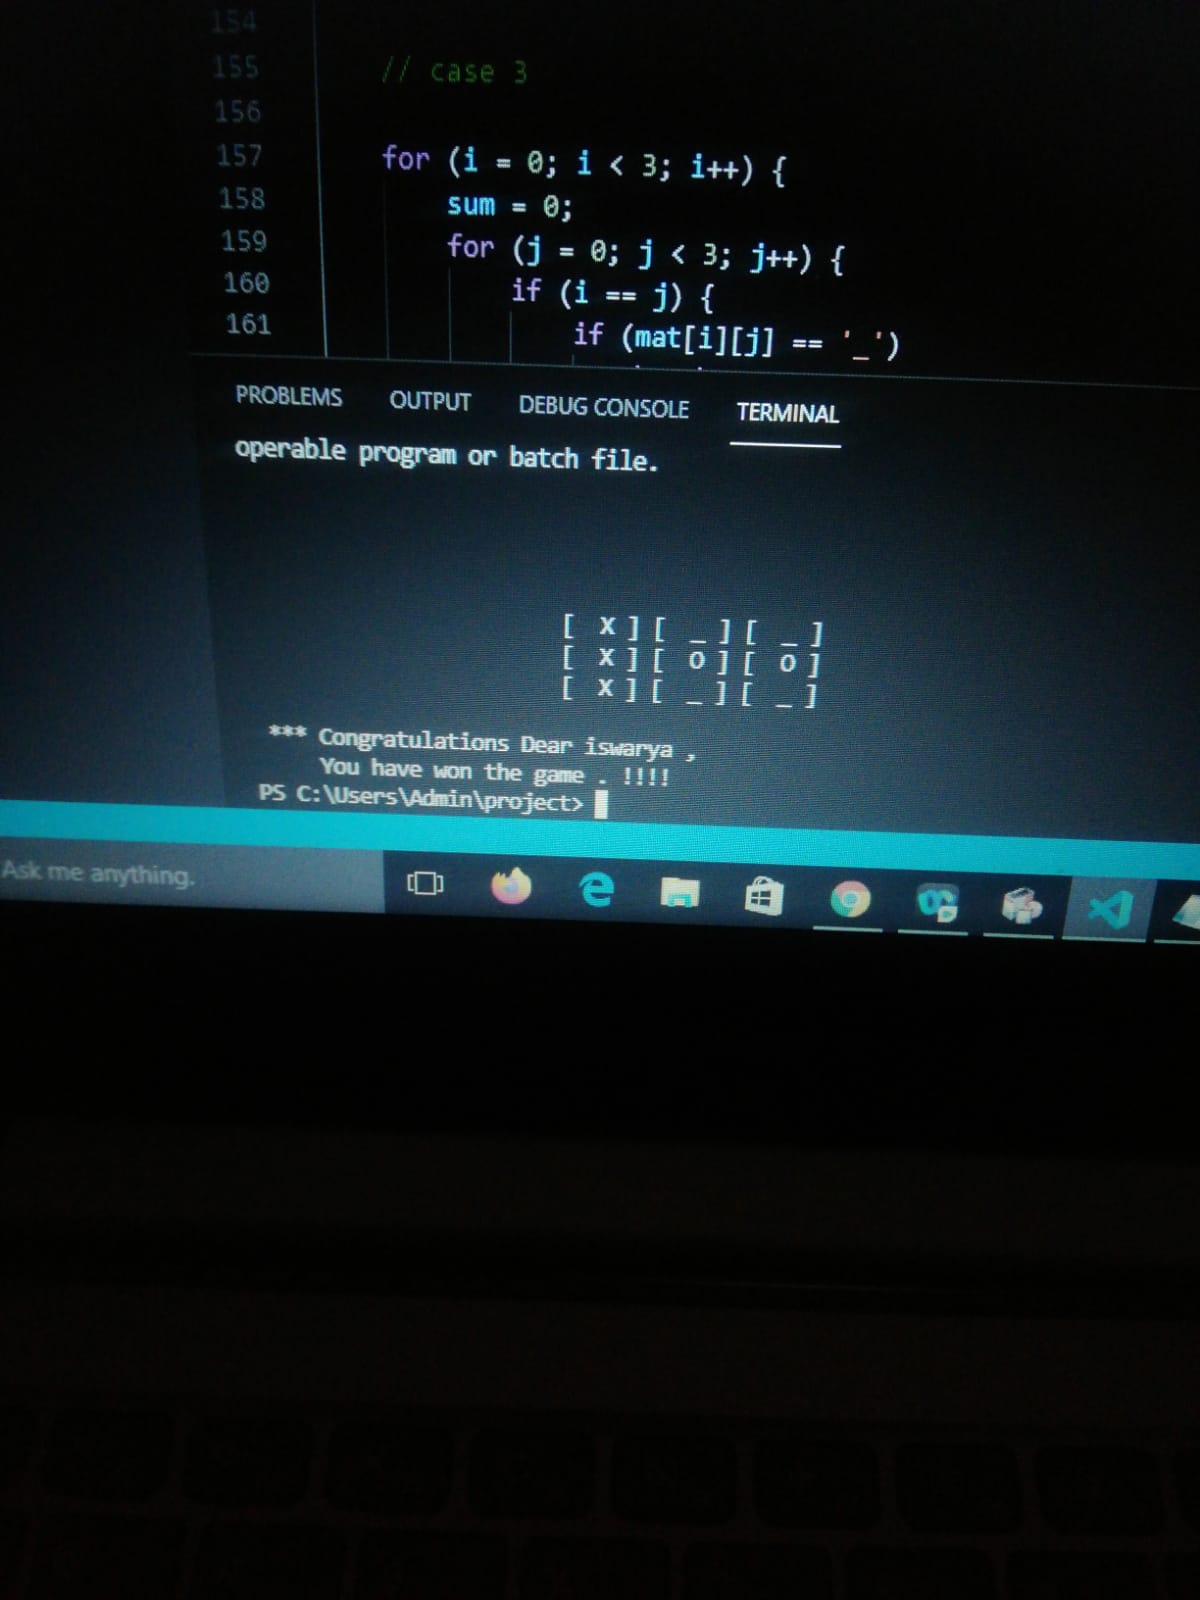 154
155 // case 3
156
157 for (i = 0; i < 3; i++) {
158 sum = 0;
159 for (j = 0; j < 3; j++) {
160 if (i == j) {
161 if (mat[i][j] == '_')
PROBLEMS OUTPUT DEBUG CONSOLE TERMINAL
operable program or batch file.
[ X ] [ _ ] [ _ ]
[ X ] [ O ] [ O ]
[ X ] [ _ ] [ _ ]
*** Congratulations Dear iswarya ,
You have won the game . !!!!
PS C:\Users\Admin\project>
Ask me anything.